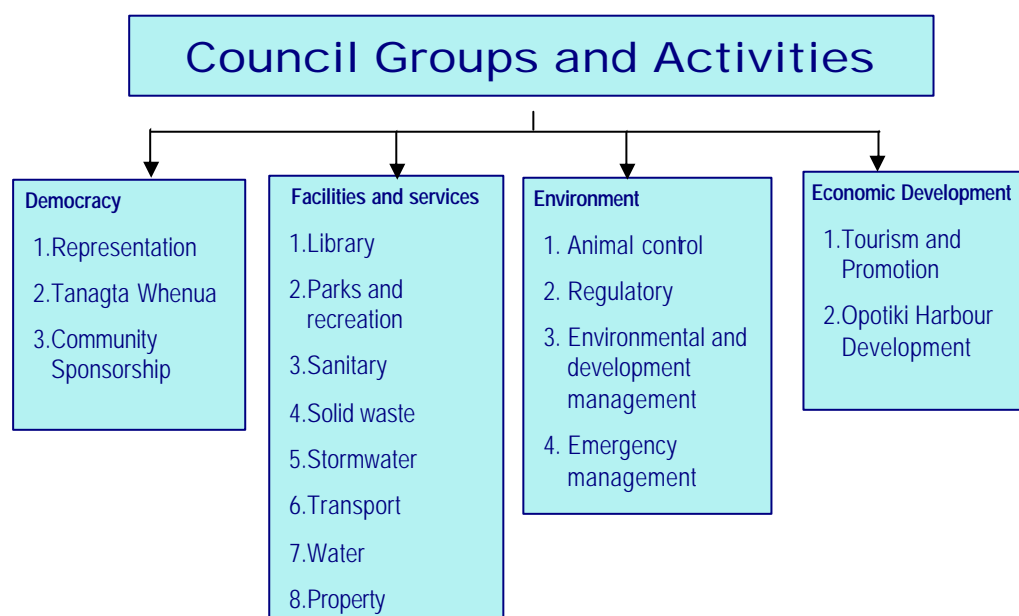 Council Groups and Activities
Democracy
1.Representation
2.Tanagta Whenua
3.Community
Sponsorship
Facilities and services
1.Library
2.Parks and
recreation
3.Sanitary
4.Solid waste
5.Stormwater
6.Transport
7.Water
8.Property
Environment
1. Animal control
2. Regulatory
3. Environmental and
development
management
4. Emergency
management
Economic Development
1.Tourism and
Promotion
2.Opotiki Harbour
Development